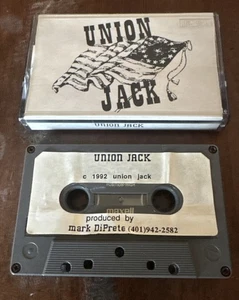 UNION
JACK
UNION JACK
UNION JACK
c 1992 union jack
maxell
produced by
mark DiPrete (401)942-2582